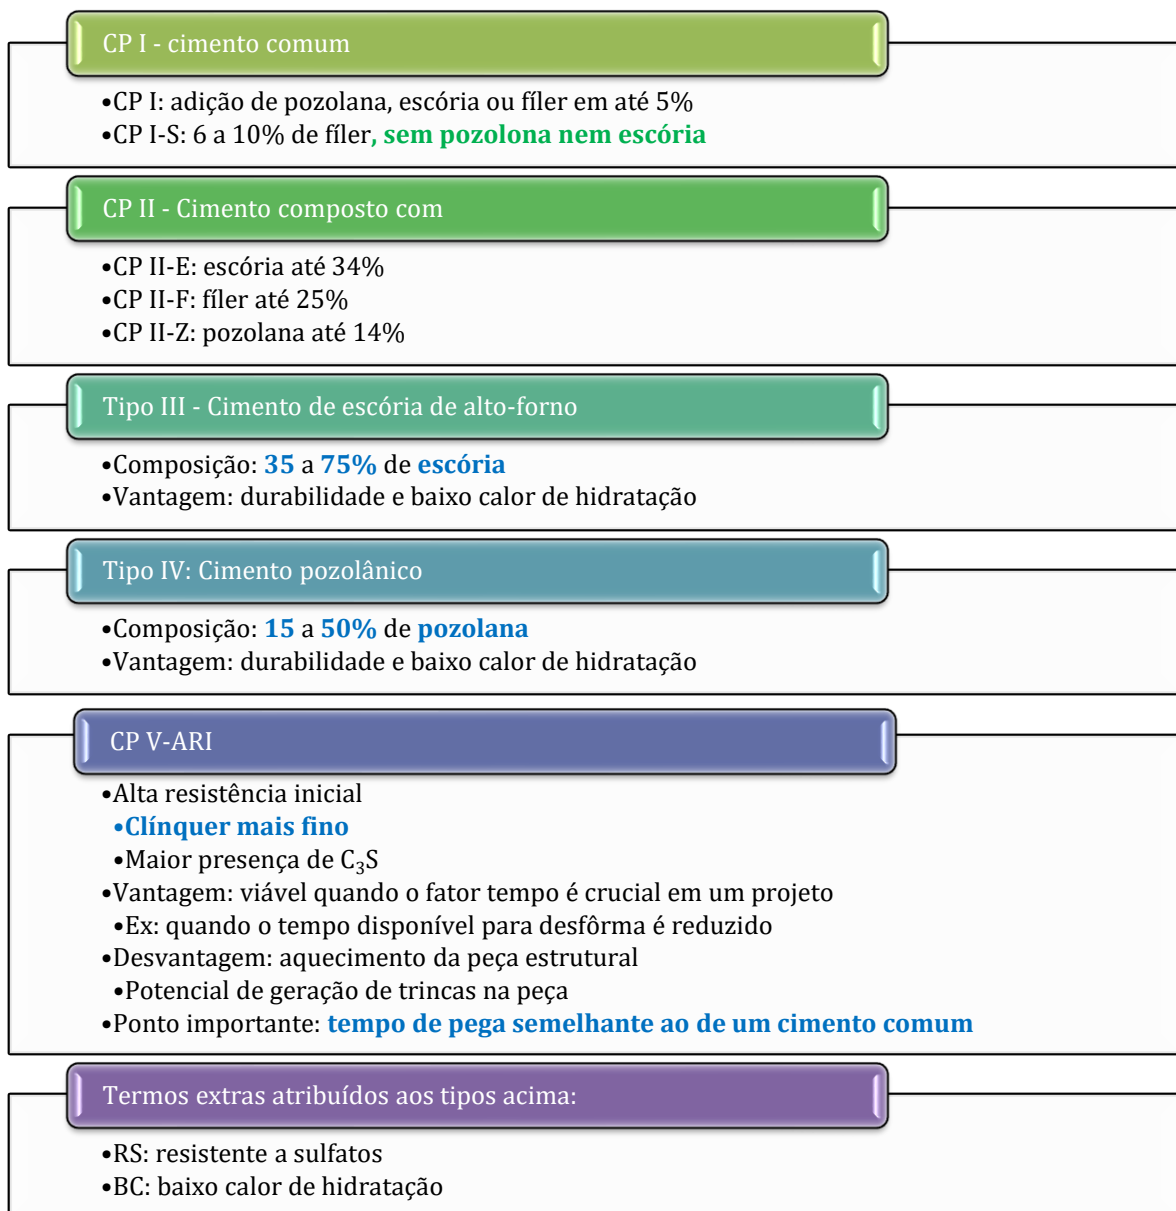 CP I - cimento comum
•CP I: adição de pozolana, escória ou fíler em até 5%
•CP I-S: 6 a 10% de fíler, sem pozolona nem escória
CP II - Cimento composto com
•CP II-E: escória até 34%
•CP II-F: fíler até 25%
•CP II-Z: pozolana até 14%
Tipo III - Cimento de escória de alto-forno
•Composição: 35 a 75% de escória
•Vantagem: durabilidade e baixo calor de hidratação
Tipo IV: Cimento pozolânico
•Composição: 15 a 50% de pozolana
•Vantagem: durabilidade e baixo calor de hidratação
CP V-ARI
•Alta resistência inicial
•Clínquer mais fino
•Maior presença de C₃S
•Vantagem: viável quando o fator tempo é crucial em um projeto
•Ex: quando o tempo disponível para desfôrma é reduzido
•Desvantagem: aquecimento da peça estrutural
•Potencial de geração de trincas na peça
•Ponto importante: tempo de pega semelhante ao de um cimento comum
Termos extras atribuídos aos tipos acima:
•RS: resistente a sulfatos
•BC: baixo calor de hidratação